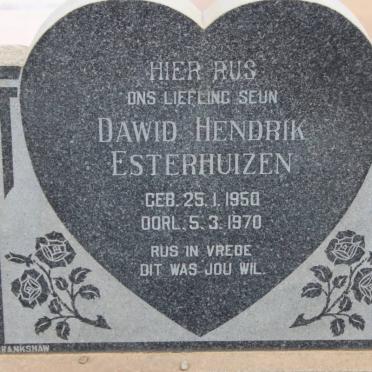 HIER RUS
ONS LIEFLING SEUN
DAWID HENDRIK
ESTERHUIZEN
GEB. 25. 1. 1950
OORL. 5. 3. 1970
RUS IN VREDE
DIT WAS JOU WIL.